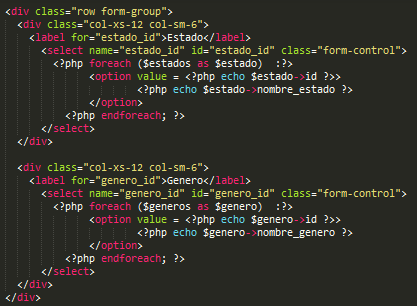 <div class="row form-group">
<div class="col-xs-12 col-sm-6">
<label for="estado_id">Estado</label>
<select name="estado_id" id="estado_id" class="form-control">
<?php foreach ($estados as $estado)  :?>
<option value = <?php echo $estado->id ?>>
<?php echo $estado->nombre_estado ?>
</option>
<?php endforeach; ?>
</select>
</div>
<div class="col-xs-12 col-sm-6">
<label for="genero_id">Genero</label>
<select name="genero_id" id="genero_id" class="form-control">
<?php foreach ($generos as $genero)  :?>
<option value = <?php echo $genero->id ?>>
<?php echo $genero->nombre_genero ?>
</option>
<?php endforeach; ?>
</select>
</div>
</div>